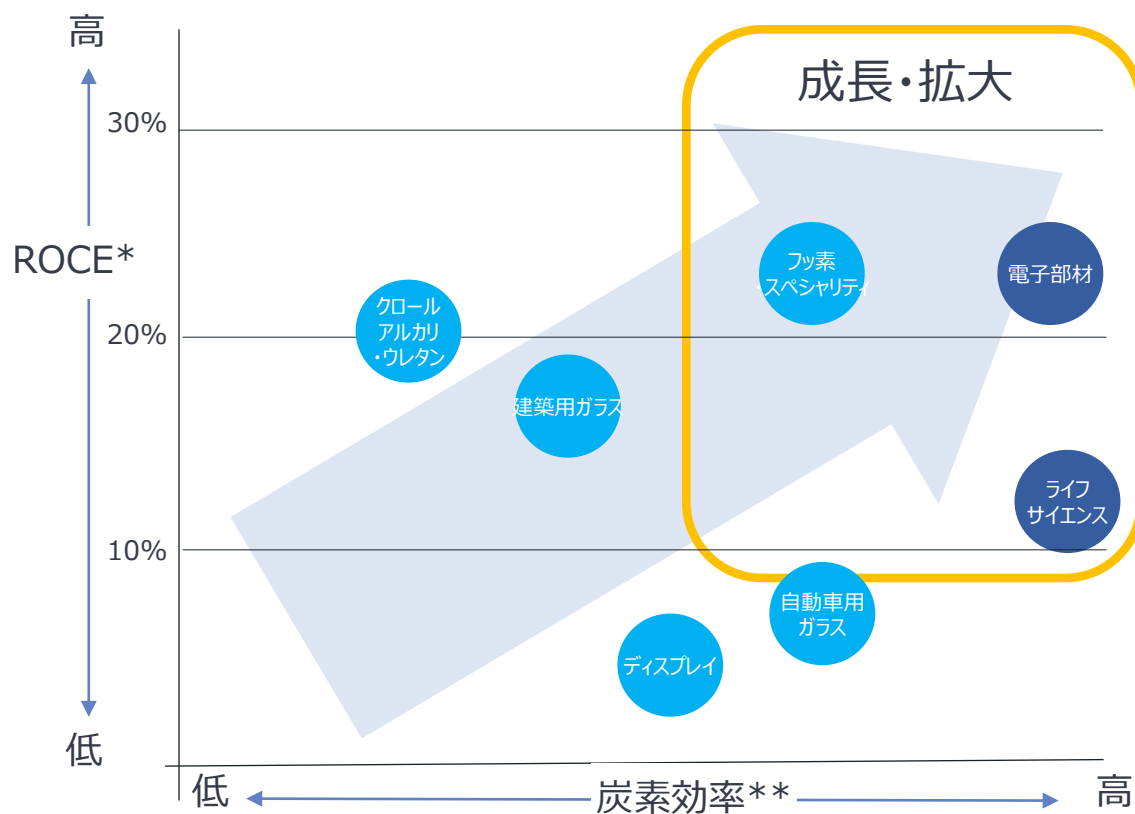 高
成長・拡大
30%
ROCE*
フッ素
・スペシャリティ
電子部材
クロール
アルカリ
・ウレタン
20%
建築用ガラス
ライフ
サイエンス
10%
自動車用
ガラス
ディスプレイ
低
低
炭素効率**
高